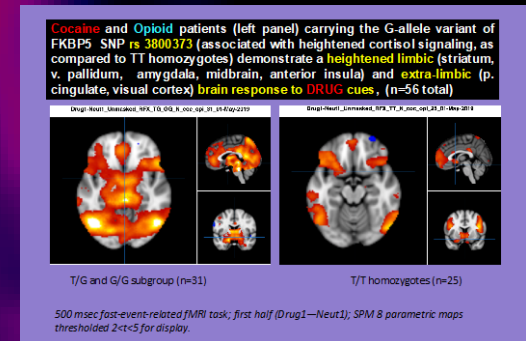 Cocaine and Opioid patients (left panel) carrying the G-allele variant of
FKBP5 SNP rs 3800373 (associated with heightened cortisol signaling, as
compared to TT homozygotes) demonstrate a heightened limbic (striatum,
v. pallidum, amygdala, midbrain, anterior insula) and extra-limbic (p.
cingulate, visual cortex) brain response to DRUG cues, (n=56 total)
T/G and G/G subgroup (n=31)
T/T homozygotes (n=25)
500 msec fast-event-related fMRI task; first half (Drug1—Neut1); SPM 8 parametric maps
thresholded 2<t<5 for display.